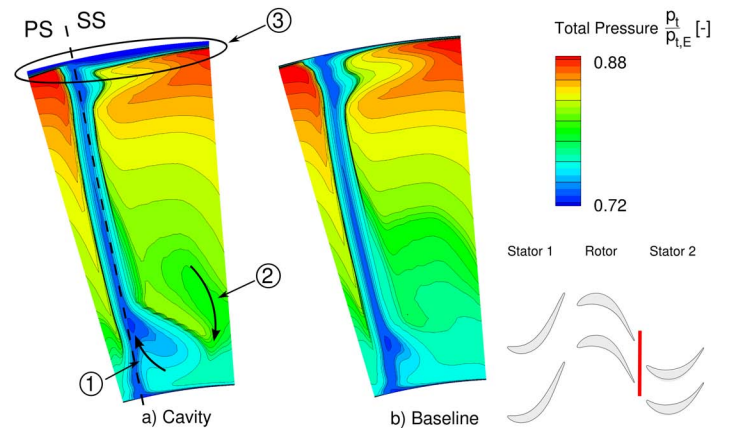 ③
PS SS
Total Pressure p_t/p_t,E [-]
0.88
0.72
②
①
Stator 1 Rotor Stator 2
a) Cavity b) Baseline